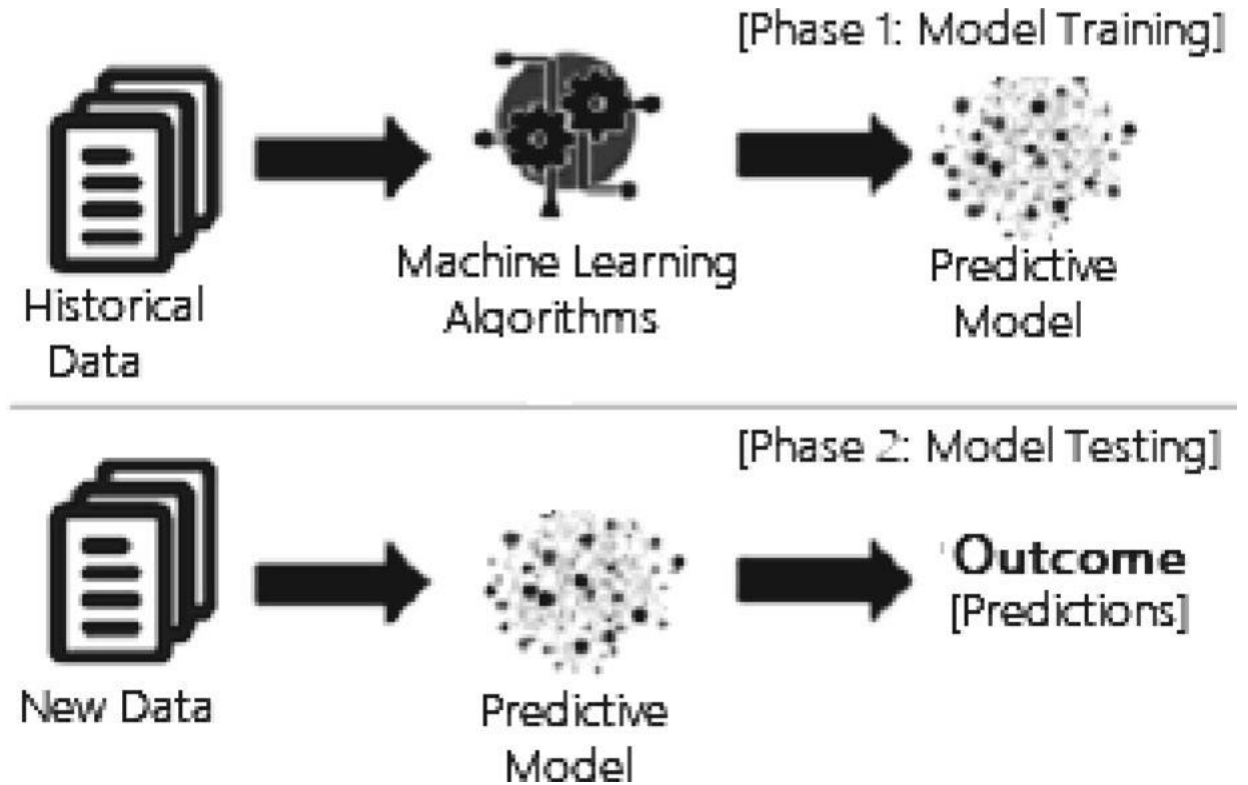 [Phase 1: Model Training]
Historical
Data
Machine Learning
Algorithms
Predictive
Model
[Phase 2: Model Testing]
New Data
Predictive
Model
Outcome
[Predictions]